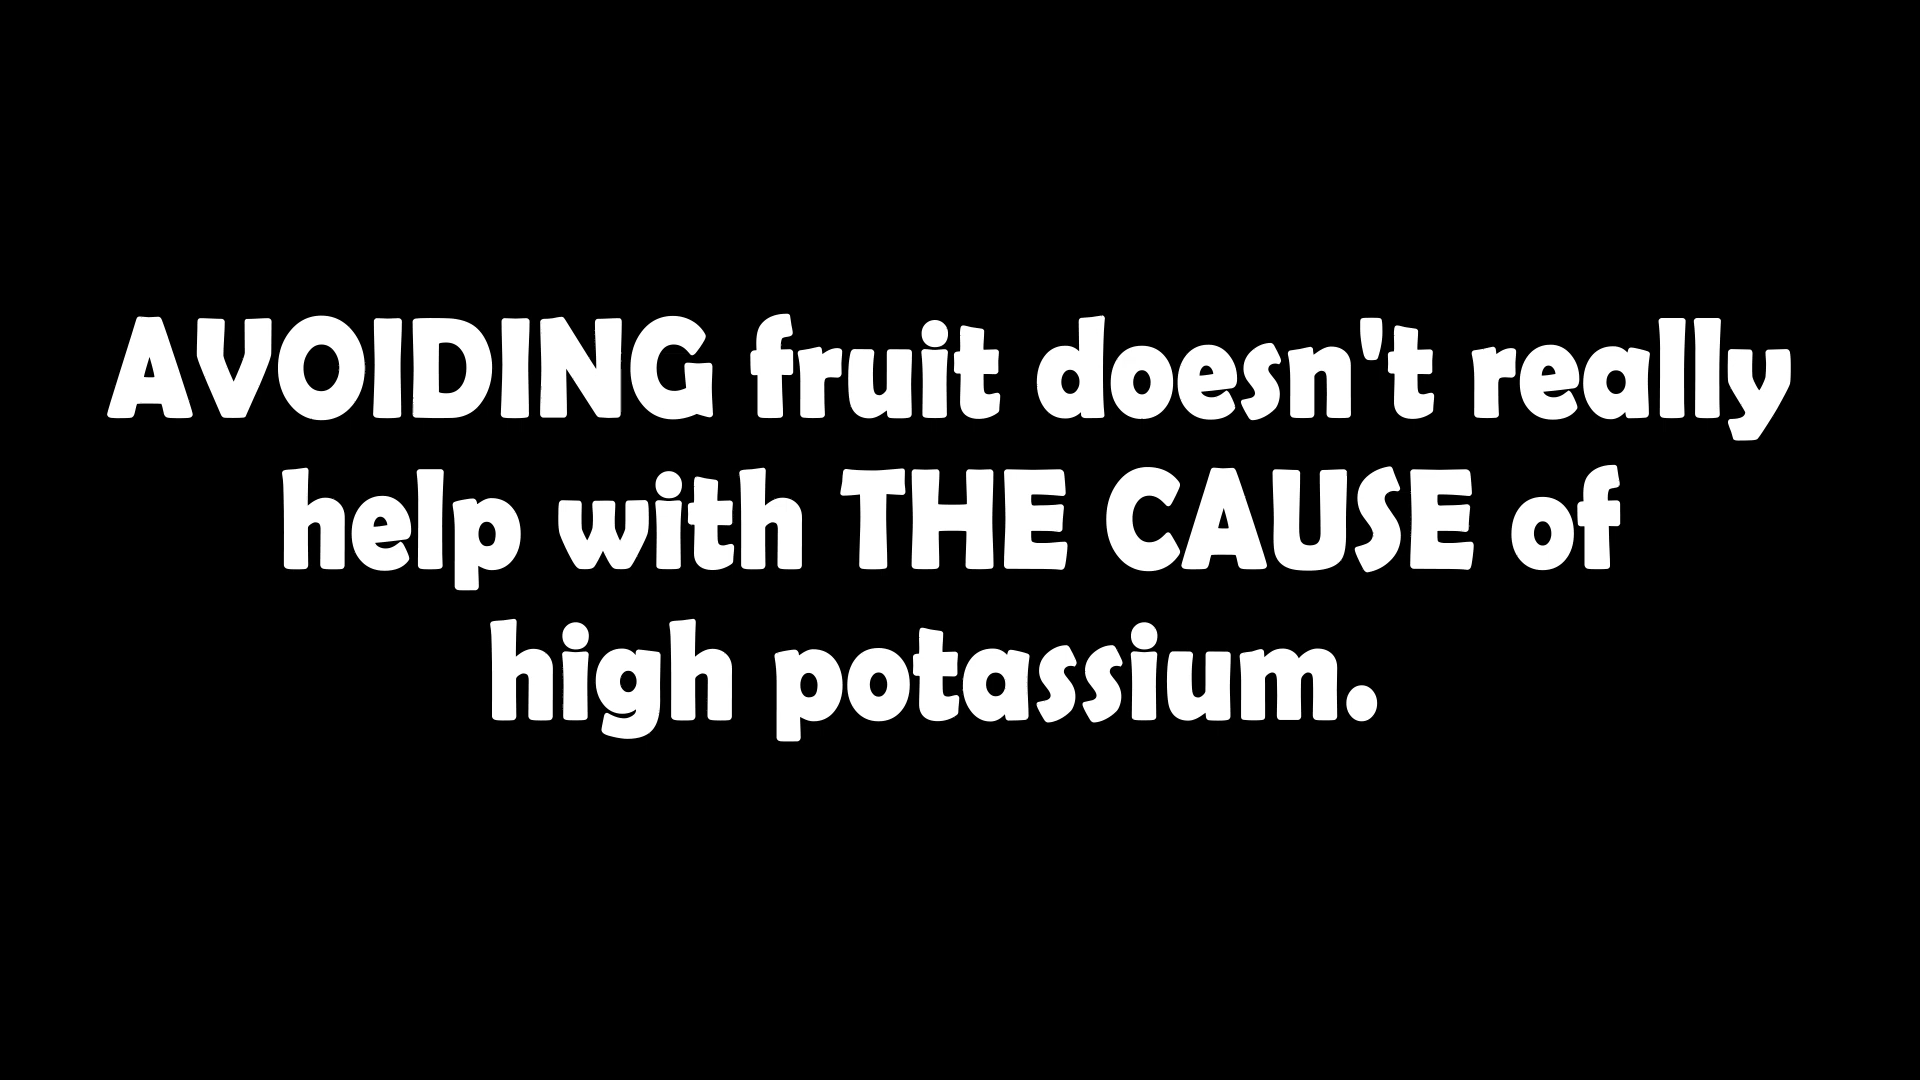 AVOIDING fruit doesn't really
help with THE CAUSE of
high potassium.